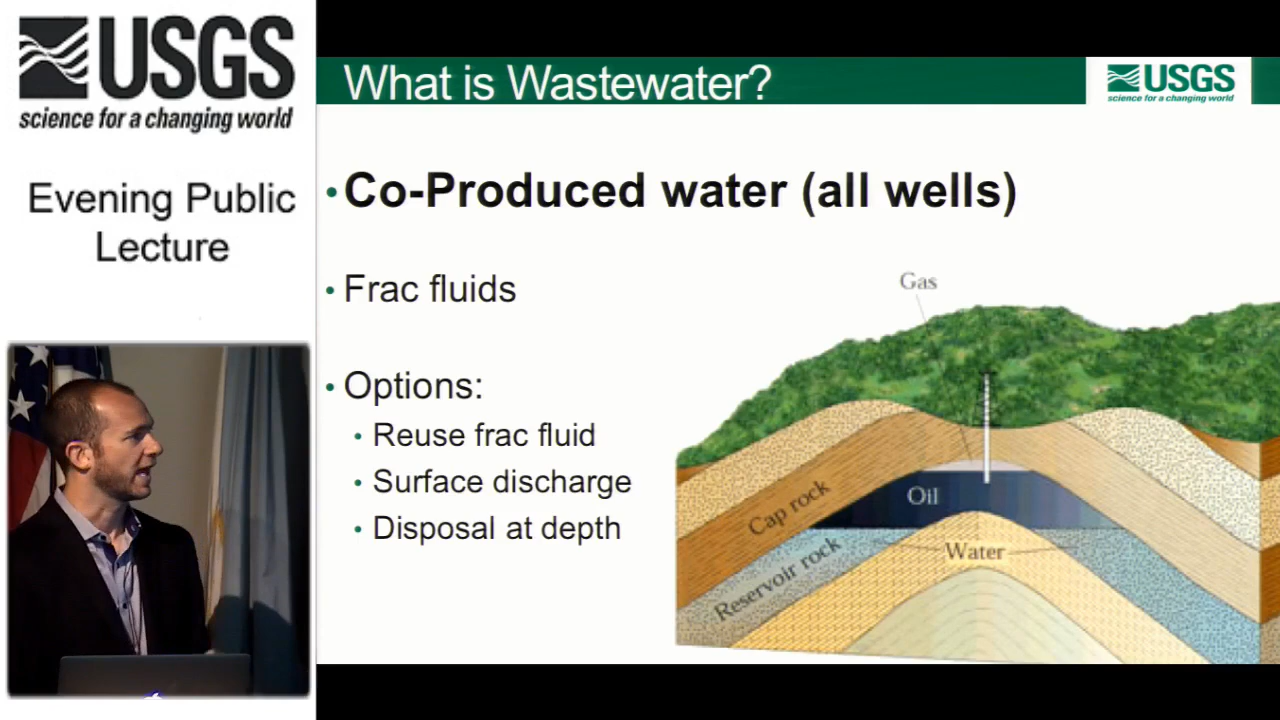 USGS
science for a changing world
Evening Public
Lecture
What is Wastewater?
USGS
science for a changing world
• Co-Produced water (all wells)
• Frac fluids
• Options:
• Reuse frac fluid
• Surface discharge
• Disposal at depth
Gas
Cap rock
Oil
Reservoir rock
Water